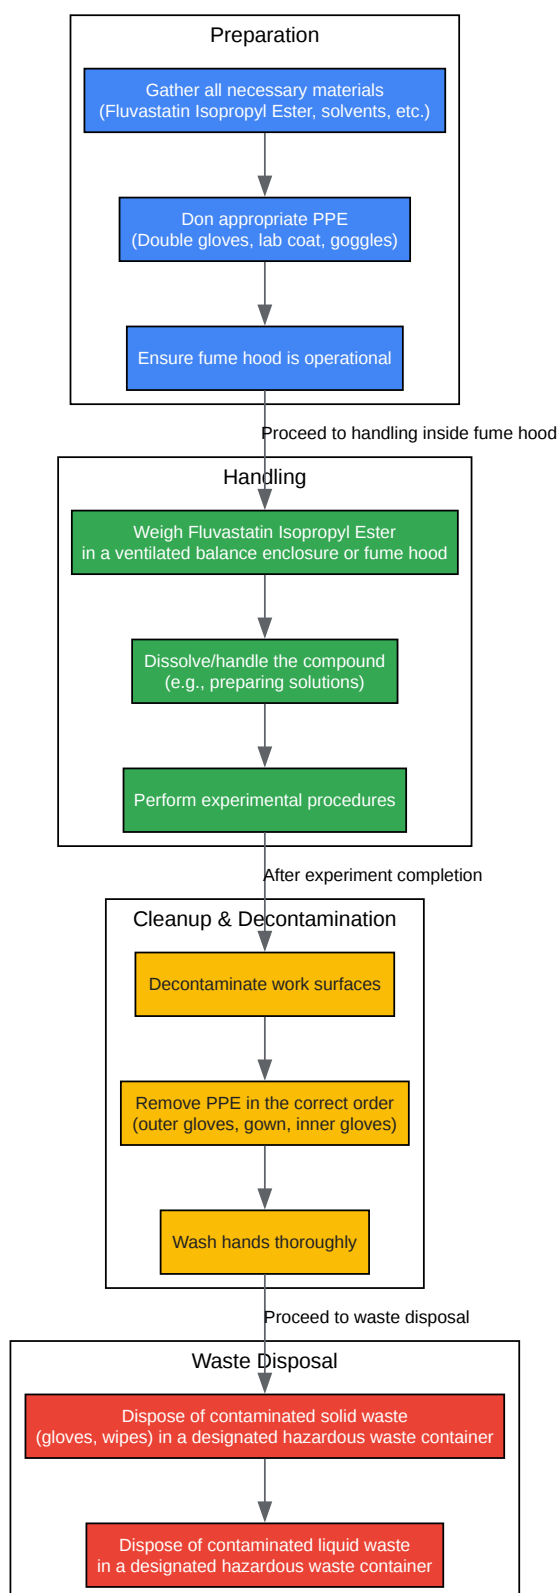 Preparation
Gather all necessary materials
(Fluvastatin Isopropyl Ester, solvents, etc.)
Don appropriate PPE
(Double gloves, lab coat, goggles)
Ensure fume hood is operational
Proceed to handling inside fume hood
Handling
Weigh Fluvastatin Isopropyl Ester
in a ventilated balance enclosure or fume hood
Dissolve/handle the compound
(e.g., preparing solutions)
Perform experimental procedures
After experiment completion
Cleanup & Decontamination
Decontaminate work surfaces
Remove PPE in the correct order
(outer gloves, gown, inner gloves)
Wash hands thoroughly
Proceed to waste disposal
Waste Disposal
Dispose of contaminated solid waste
(gloves, wipes) in a designated hazardous waste container
Dispose of contaminated liquid waste
in a designated hazardous waste container